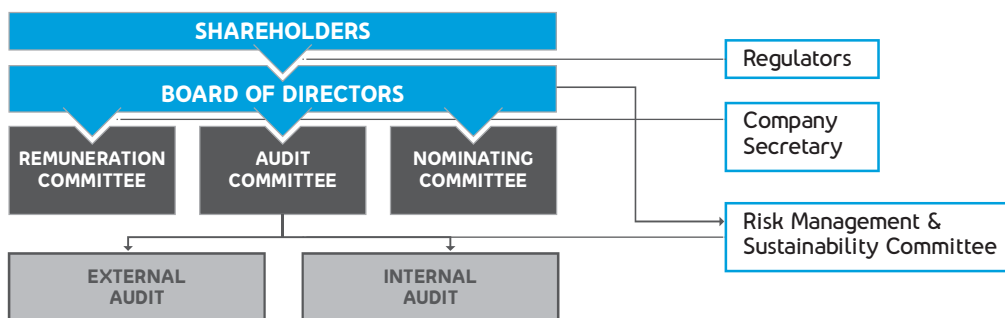 SHAREHOLDERS
Regulators
BOARD OF DIRECTORS
Company
Secretary
REMUNERATION
COMMITTEE
AUDIT
COMMITTEE
NOMINATING
COMMITTEE
Risk Management &
Sustainability Committee
EXTERNAL
AUDIT
INTERNAL
AUDIT